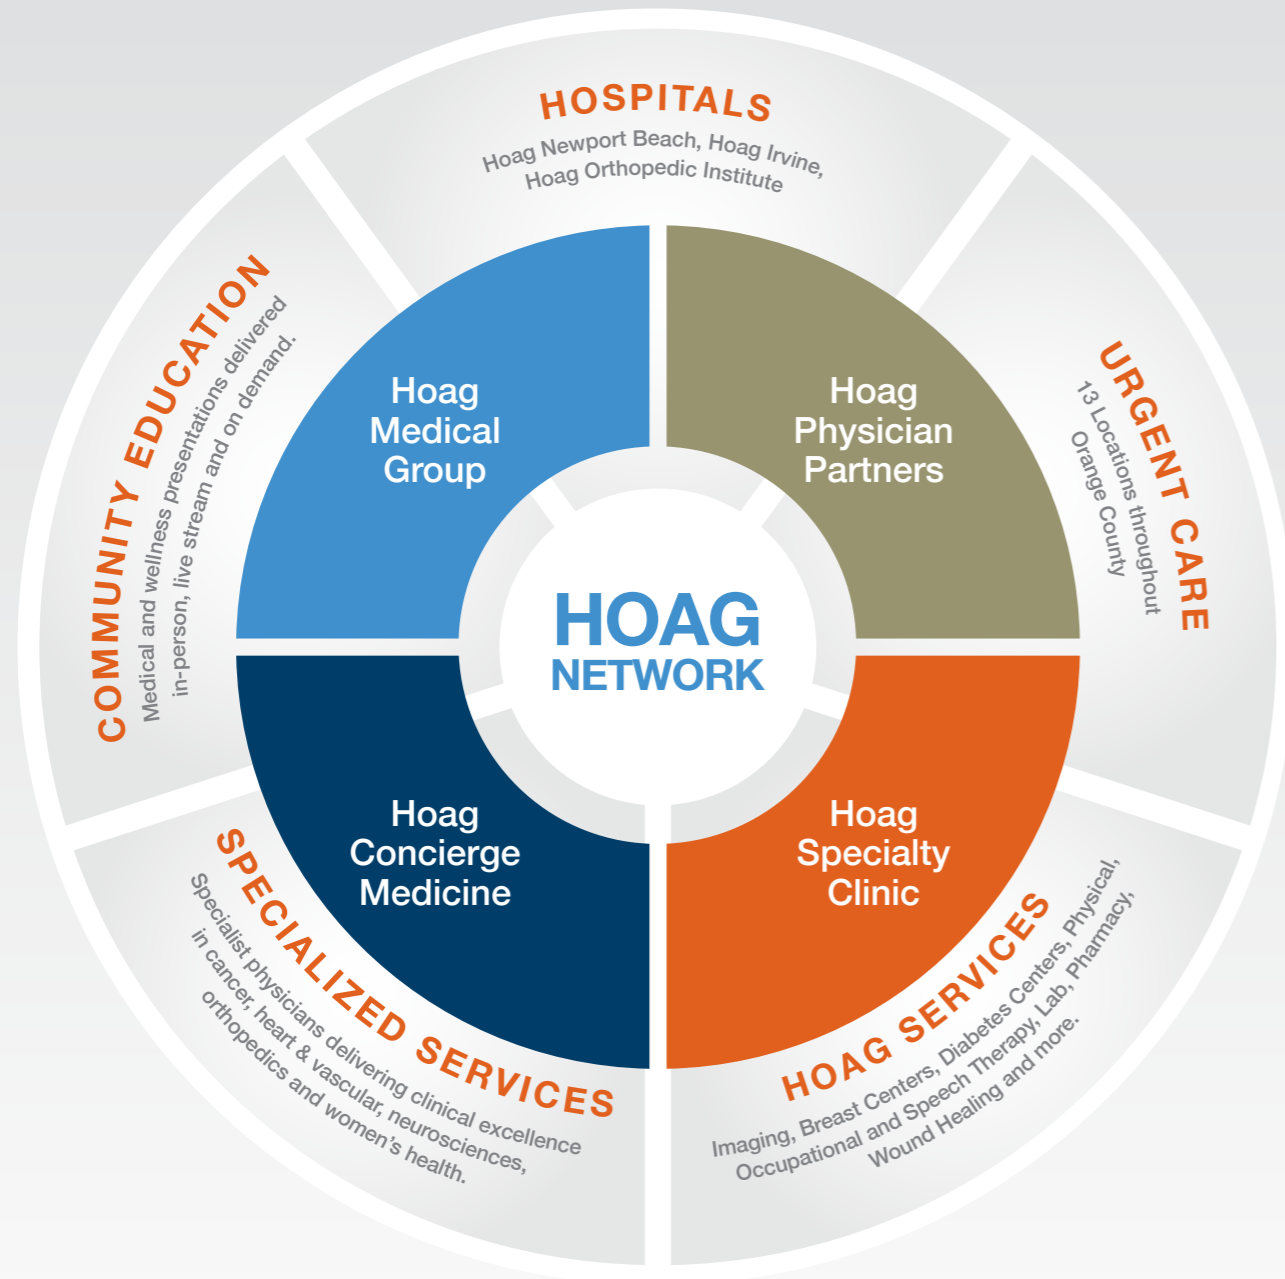 HOSPITALS
Hoag Newport Beach, Hoag Irvine,
Hoag Orthopedic Institute
URGENT CARE
13 Locations throughout
Orange County
HOAG SERVICES
Imaging, Breast Centers, Diabetes Centers, Physical,
Occupational and Speech Therapy, Lab, Pharmacy,
Wound Healing and more.
SPECIALIZED SERVICES
Specialist physicians delivering clinical excellence
in cancer, heart & vascular, neurosciences,
orthopedics and women's health.
COMMUNITY EDUCATION
Medical and wellness presentations delivered
in-person, live stream and on demand.
Hoag
Medical
Group
Hoag
Physician
Partners
Hoag
Concierge
Medicine
Hoag
Specialty
Clinic
HOAG
NETWORK